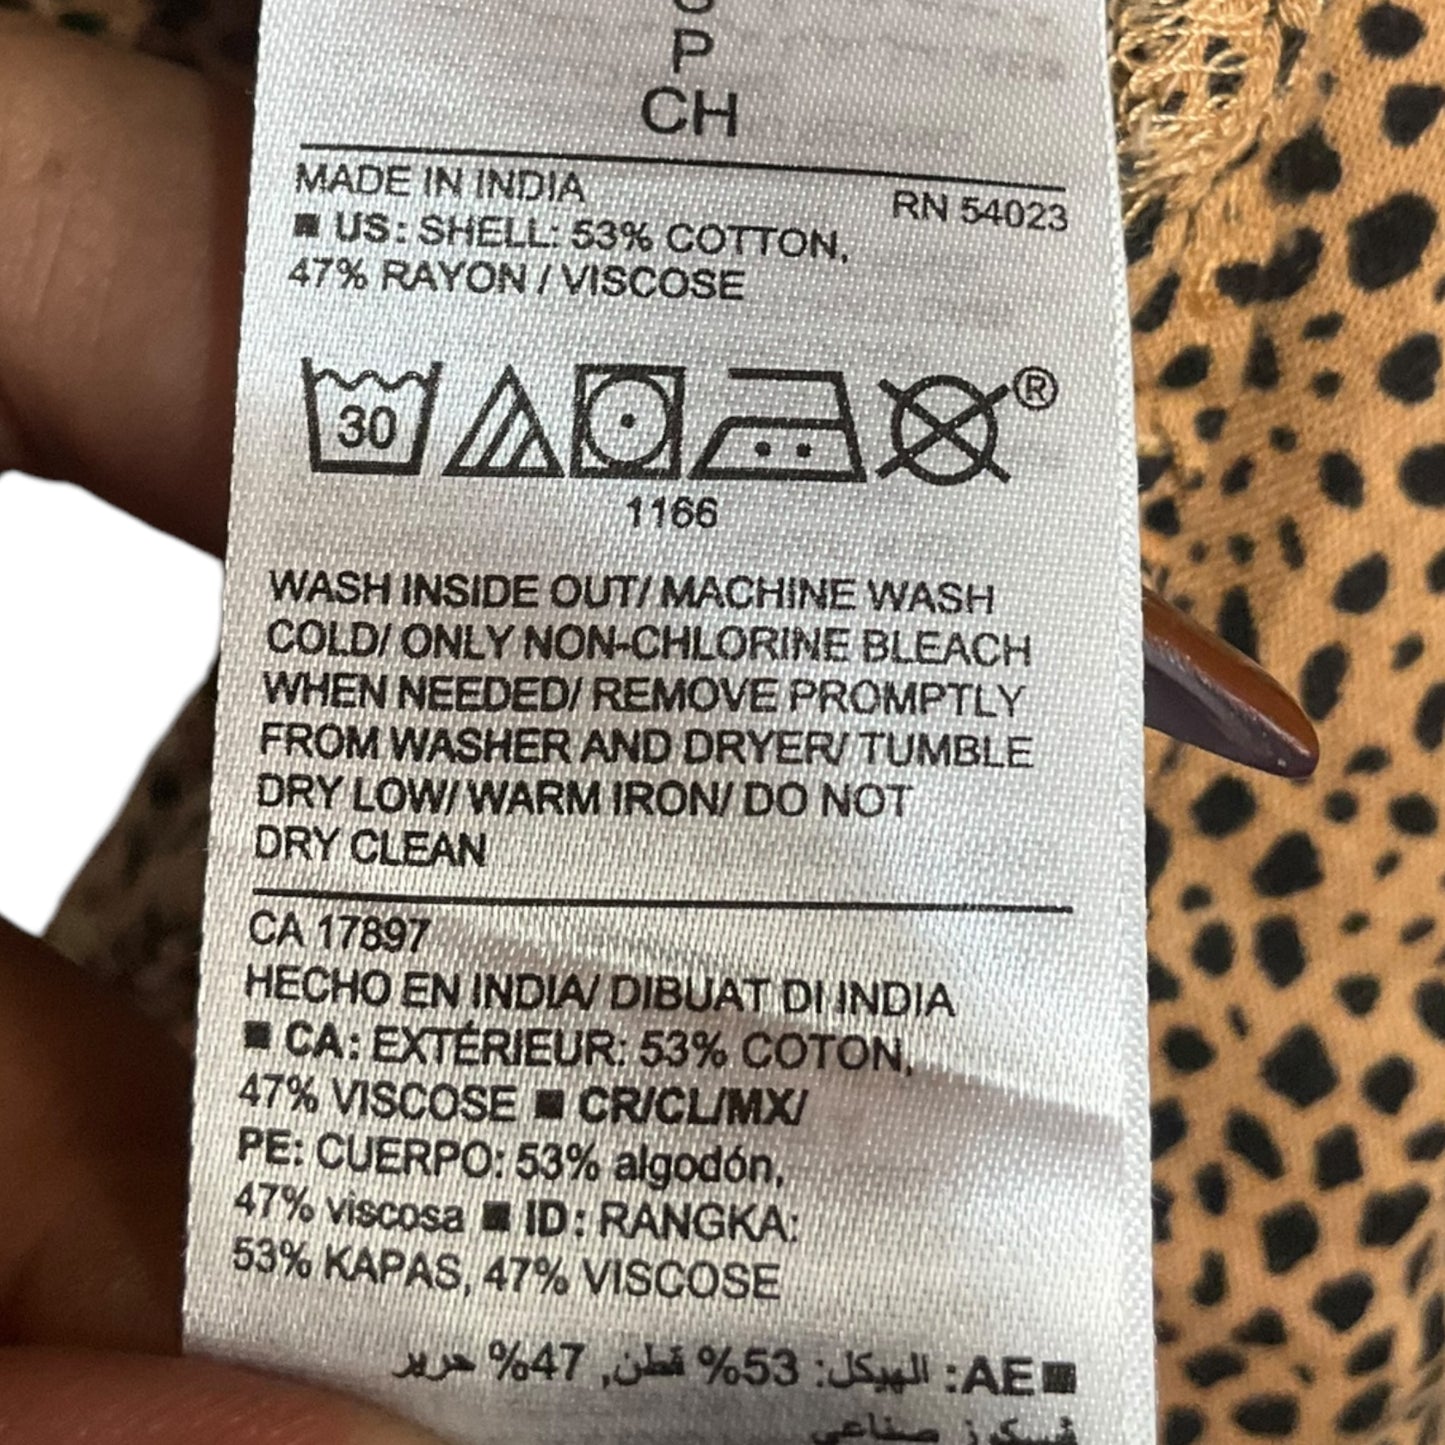 P
CH
MADE IN INDIA
RN 54023
■ US: SHELL: 53% COTTON,
47% RAYON / VISCOSE
30
®
1166
WASH INSIDE OUT/ MACHINE WASH
COLD/ ONLY NON-CHLORINE BLEACH
WHEN NEEDED/ REMOVE PROMPTLY
FROM WASHER AND DRYER/ TUMBLE
DRY LOW/ WARM IRON/ DO NOT
DRY CLEAN
CA 17897
HECHO EN INDIA/ DIBUAT DI INDIA
■ CA: EXTÉRIEUR: 53% COTON,
47% VISCOSE ■ CR/CL/MX/
PE: CUERPO: 53% algodón,
47% viscosa ■ ID: RANGKA:
53% KAPAS, 47% VISCOSE
■AE: الهيكل: 53% قطن, 47% حرير
صناعي